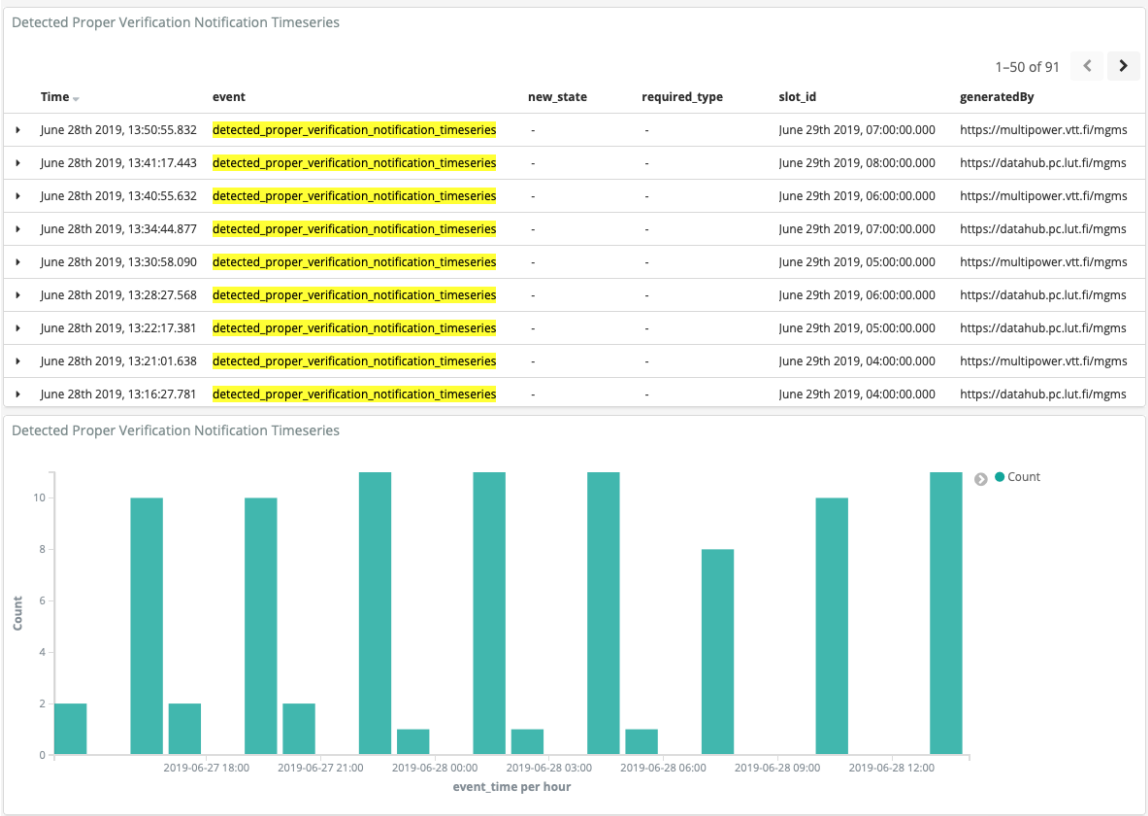 Detected Proper Verification Notification Timeseries
1–50 of 91
Time event new_state required_type slot_id generatedBy
June 28th 2019, 13:50:55.832 detected_proper_verification_notification_timeseries - - June 29th 2019, 07:00:00.000 https://multipower.vtt.fi/mgms
June 28th 2019, 13:41:17.443 detected_proper_verification_notification_timeseries - - June 29th 2019, 08:00:00.000 https://datahub.pc.lut.fi/mgms
June 28th 2019, 13:40:55.632 detected_proper_verification_notification_timeseries - - June 29th 2019, 06:00:00.000 https://multipower.vtt.fi/mgms
June 28th 2019, 13:34:44.877 detected_proper_verification_notification_timeseries - - June 29th 2019, 07:00:00.000 https://datahub.pc.lut.fi/mgms
June 28th 2019, 13:30:58.090 detected_proper_verification_notification_timeseries - - June 29th 2019, 05:00:00.000 https://multipower.vtt.fi/mgms
June 28th 2019, 13:28:27.568 detected_proper_verification_notification_timeseries - - June 29th 2019, 06:00:00.000 https://datahub.pc.lut.fi/mgms
June 28th 2019, 13:22:17.381 detected_proper_verification_notification_timeseries - - June 29th 2019, 05:00:00.000 https://datahub.pc.lut.fi/mgms
June 28th 2019, 13:21:01.638 detected_proper_verification_notification_timeseries - - June 29th 2019, 04:00:00.000 https://multipower.vtt.fi/mgms
June 28th 2019, 13:16:27.781 detected_proper_verification_notification_timeseries - - June 29th 2019, 04:00:00.000 https://datahub.pc.lut.fi/mgms
Detected Proper Verification Notification Timeseries
Count
10
8
6
4
2
0
Count
2019-06-27 18:00 2019-06-27 21:00 2019-06-28 00:00 2019-06-28 03:00 2019-06-28 06:00 2019-06-28 09:00 2019-06-28 12:00
event_time per hour